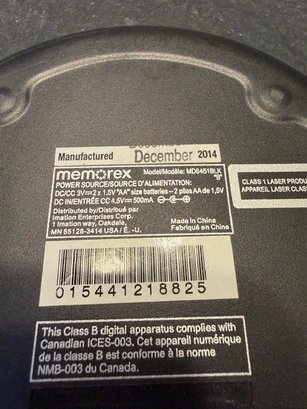 Manufactured December 2014
memorex Model/Modèle: MD6451BLK
POWER SOURCE/SOURCE D'ALIMENTATION:
DC/CC 3V⎓2 x 1,5V "AA" size batteries - 2 piles AA de 1,5V
DC IN/ENTRÉE CC 4,5V⎓ 500mA
Distributed by/Distribué par
Imation Enterprises Corp.
1 Imation way, Oakdale,
MN 55128-3414 USA / É. - U.
Made in China
Fabriqué en Chine
CLASS 1 LASER PRODU
APPAREIL LASER CLAS
015441218825
This Class B digital apparatus complies with
Canadian ICES-003. Cet appareil numérique
de la classe B est conforme à la norme
NMB-003 du Canada.